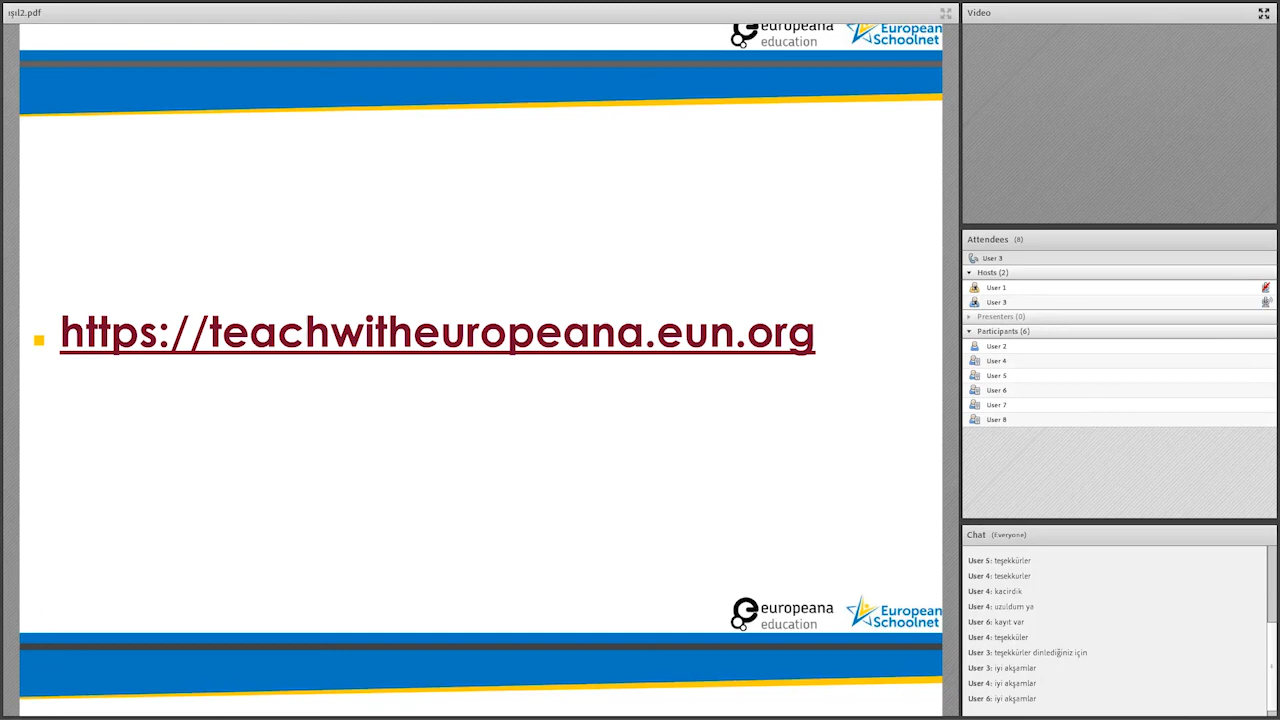 ışıl2.pdf
europeana
education
European
Schoolnet
https://teachwitheuropeana.eun.org
europeana
education
European
Schoolnet
Video
Attendees (8)
User 3
Hosts (2)
User 1
User 3
Presenters (0)
Participants (6)
User 2
User 4
User 5
User 6
User 7
User 8
Chat (Everyone)
User 5: teşekkürler
User 4: tesekkurler
User 4: kacirdik
User 4: uzuldum ya
User 6: kayıt var
User 4: teşekküler
User 3: teşekkürler dinlediğiniz için
User 3: iyi akşamlar
User 4: iyi akşamlar
User 6: iyi akşamlar